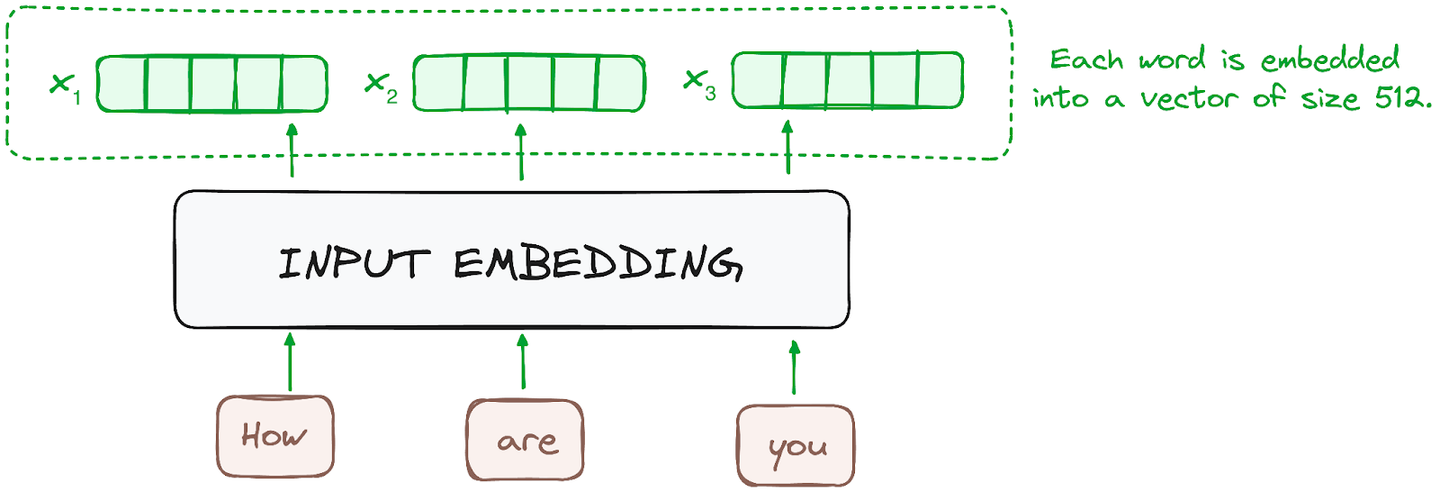 x1 x2 x3
Each word is embedded
into a vector of size 512.
INPUT EMBEDDING
How are you